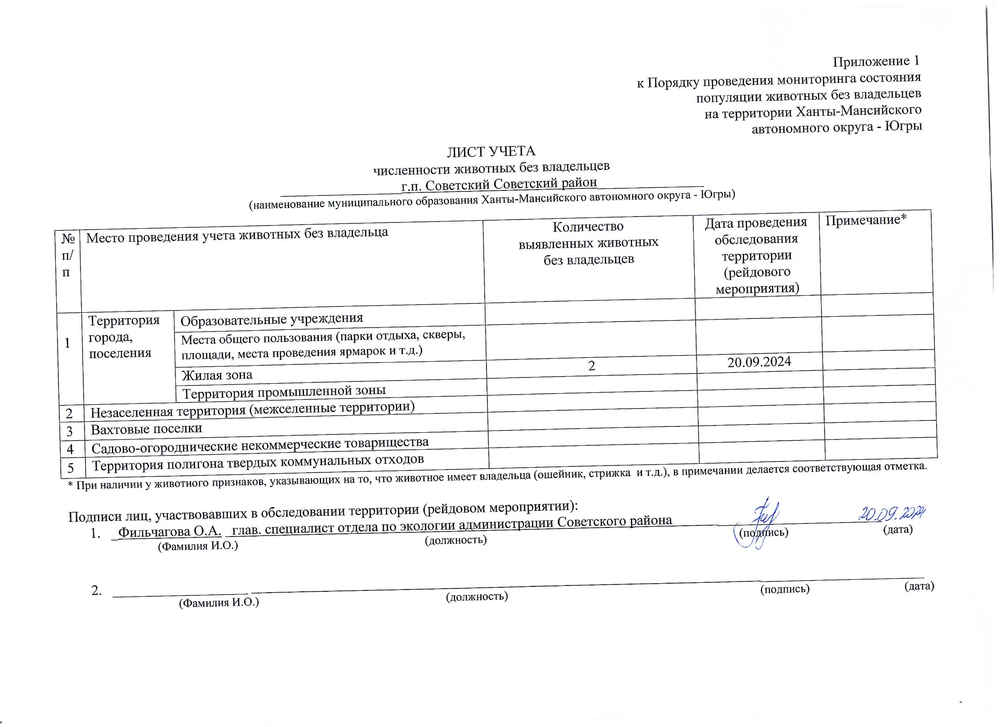 Приложение 1
к Порядку проведения мониторинга состояния
популяции животных без владельцев
на территории Ханты-Мансийского
автономного округа - Югры
ЛИСТ УЧЕТА
численности животных без владельцев
г.п. Советский Советский район
(наименование муниципального образования Ханты-Мансийского автономного округа - Югры)
№ п/п
Место проведения учета животных без владельца
Количество
выявленных животных
без владельцев
Дата проведения
обследования
территории
(рейдового
мероприятия)
Примечание*
1
Территория
города,
поселения
Образовательные учреждения
Места общего пользования (парки отдыха, скверы,
площади, места проведения ярмарок и т.д.)
Жилая зона 2 20.09.2024
Территория промышленной зоны
2 Незаселенная территория (межселенные территории)
3 Вахтовые поселки
4 Садово-огороднические некоммерческие товарищества
5 Территория полигона твердых коммунальных отходов
* При наличии у животного признаков, указывающих на то, что животное имеет владельца (ошейник, стрижка и т.д.), в примечании делается соответствующая отметка.
Подписи лиц, участвовавших в обследовании территории (рейдовом мероприятии):
1. Фильчагова О.А. глав. специалист отдела по экологии администрации Советского района 20.09.2024
(Фамилия И.О.) (должность) (подпись) (дата)
2.
(Фамилия И.О.) (должность) (подпись) (дата)